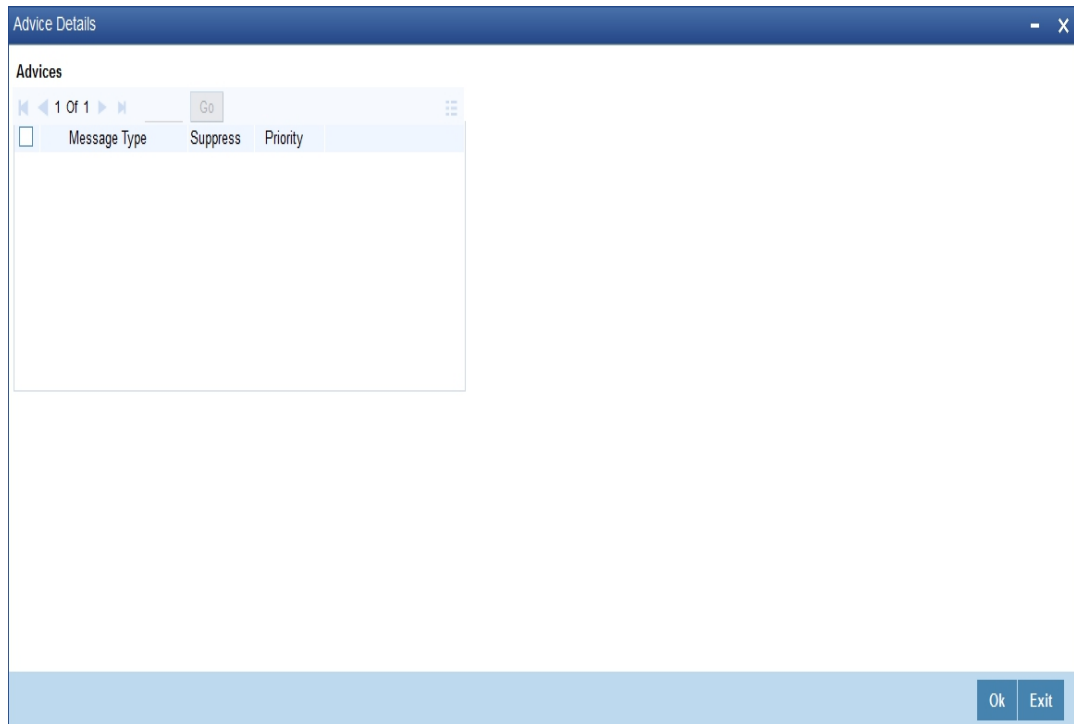 Advice Details
Advices
1 Of 1 Go
Message Type Suppress Priority
Ok Exit